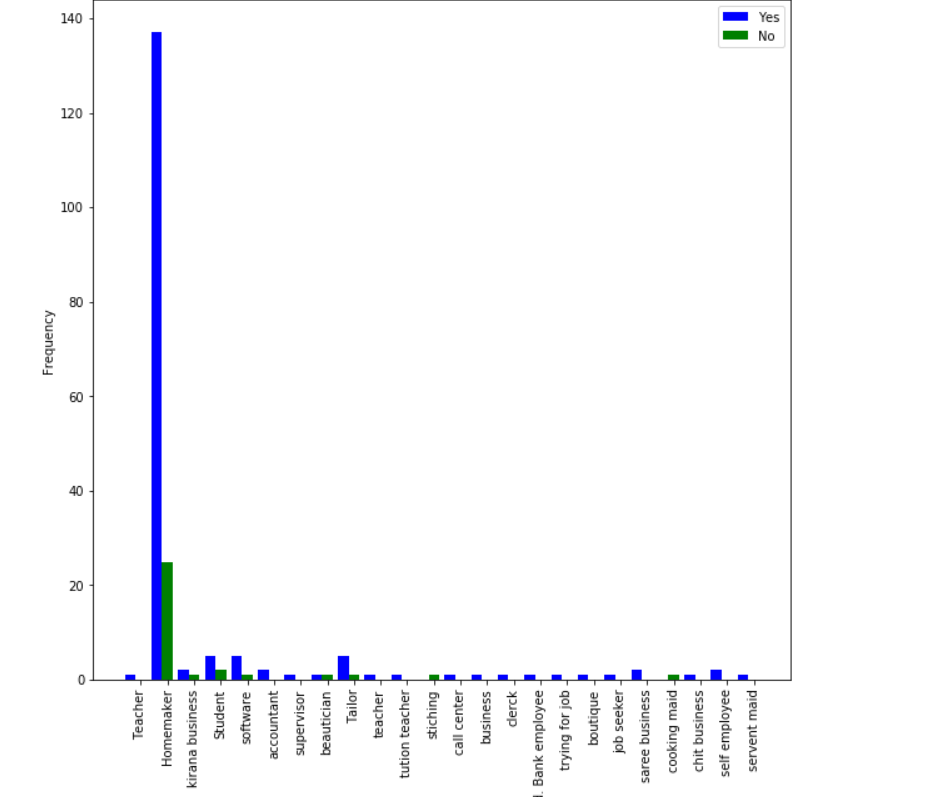 Yes
No
140
120
100
80
60
40
20
0
Frequency
Teacher
Homemaker
kirana business
Student
software
accountant
supervisor
beautician
Tailor
teacher
tution teacher
stiching
call center
business
clerck
. Bank employee
trying for job
boutique
job seeker
saree business
cooking maid
chit business
self employee
servent maid